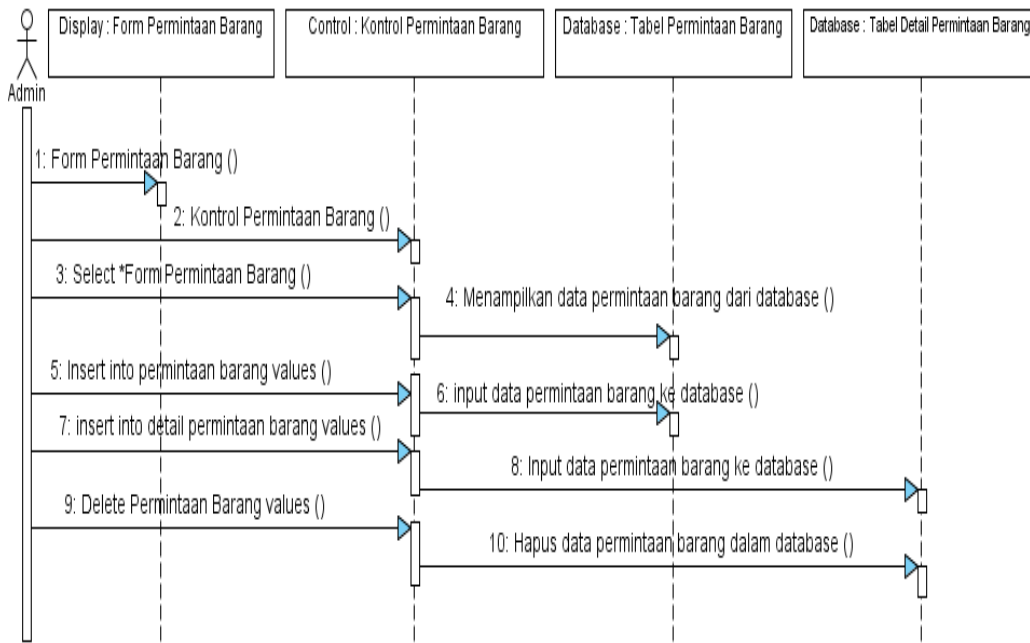 Display : Form Permintaan Barang
Control : Kontrol Permintaan Barang
Database : Tabel Permintaan Barang
Database : Tabel Detail Permintaan Barang
Admin
1: Form Permintaan Barang ()
2: Kontrol Permintaan Barang ()
3: Select *Form Permintaan Barang ()
4: Menampilkan data permintaan barang dari database ()
5: Insert into permintaan barang values ()
6: input data permintaan barang ke database ()
7: insert into detail permintaan barang values ()
8: Input data permintaan barang ke database ()
9: Delete Permintaan Barang values ()
10: Hapus data permintaan barang dalam database ()